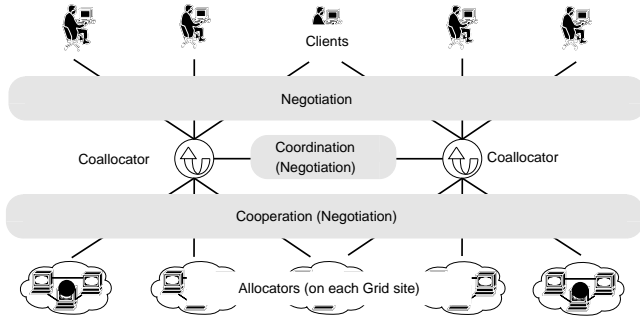 Clients
Negotiation
Coordination
(Negotiation)
Coallocator
Coallocator
Cooperation (Negotiation)
Allocators (on each Grid site)